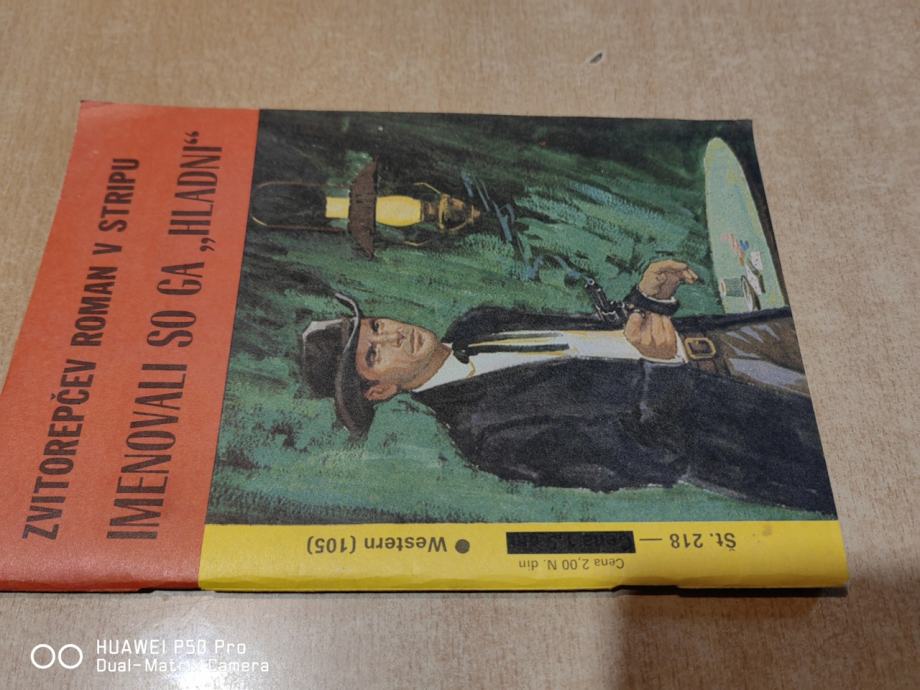 ZVITOREPČEV ROMAN V STRIPU
IMENOVALI SO GA „HLADNI“
Št. 218 —
Cena 2,00 N. din
● Western (105)
HUAWEI P50 Pro
Dual-Matrix Camera